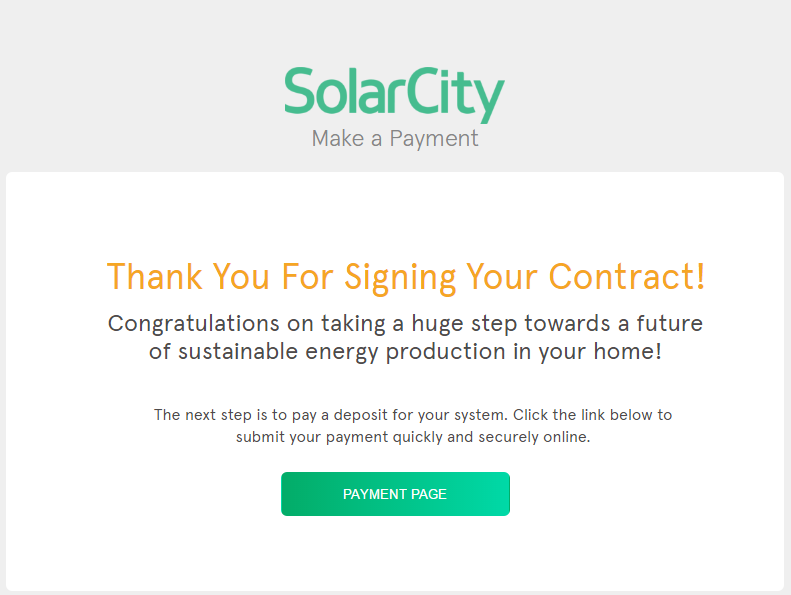 SolarCity
Make a Payment
Thank You For Signing Your Contract!
Congratulations on taking a huge step towards a future
of sustainable energy production in your home!
The next step is to pay a deposit for your system. Click the link below to
submit your payment quickly and securely online.
PAYMENT PAGE